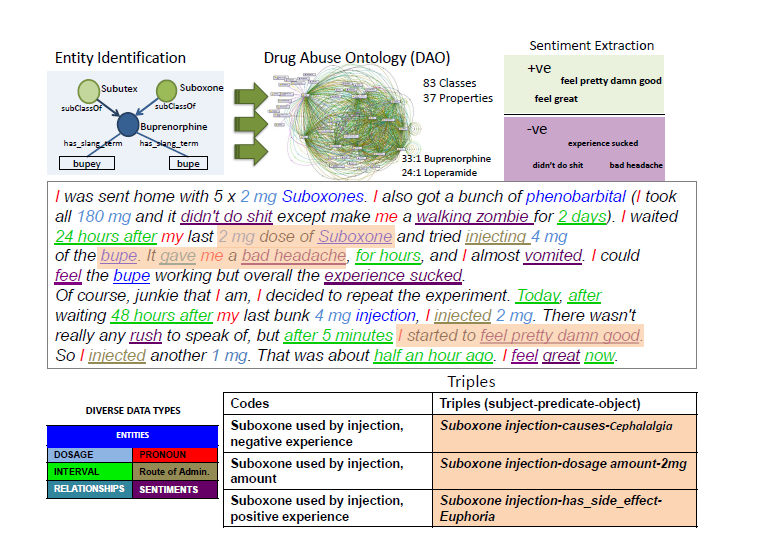 Entity Identification
Drug Abuse Ontology (DAO)
Sentiment Extraction
Subutex
Suboxone
subClassOf
subClassOf
Buprenorphine
has_slang_term
has_slang_term
bupey
bupe
83 Classes
37 Properties
33:1 Buprenorphine
24:1 Loperamide
+ve
feel pretty damn good
feel great
-ve
experience sucked
didn't do shit
bad headache
I was sent home with 5 x 2 mg Suboxones. I also got a bunch of phenobarbital (I took
all 180 mg and it didn't do shit except make me a walking zombie for 2 days). I waited
24 hours after my last 2 mg dose of Suboxone and tried injecting 4 mg
of the bupe. It gave me a bad headache, for hours, and I almost vomited. I could
feel the bupe working but overall the experience sucked.
Of course, junkie that I am, I decided to repeat the experiment. Today, after
waiting 48 hours after my last bunk 4 mg injection, I injected 2 mg. There wasn't
really any rush to speak of, but after 5 minutes I started to feel pretty damn good.
So I injected another 1 mg. That was about half an hour ago. I feel great now.
Triples
DIVERSE DATA TYPES
ENTITIES
DOSAGE
PRONOUN
INTERVAL
Route of Admin.
RELATIONSHIPS
SENTIMENTS
Codes
Triples (subject-predicate-object)
Suboxone used by injection,
negative experience
Suboxone injection-causes-Cephalalgia
Suboxone used by injection,
amount
Suboxone injection-dosage amount-2mg
Suboxone used by injection,
positive experience
Suboxone injection-has_side_effect-
Euphoria